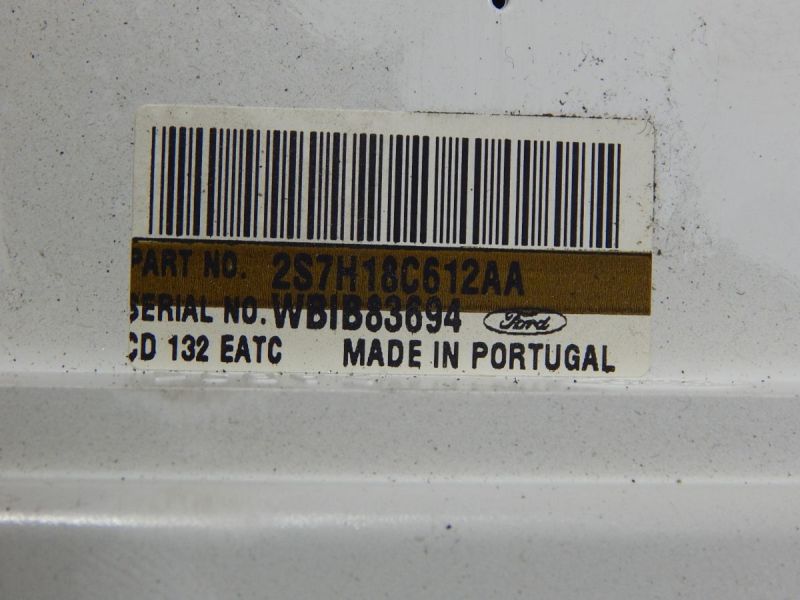 PART NO. 2S7H18C612AA
SERIAL NO. WBIB83694 Ford
CD 132 EATC MADE IN PORTUGAL